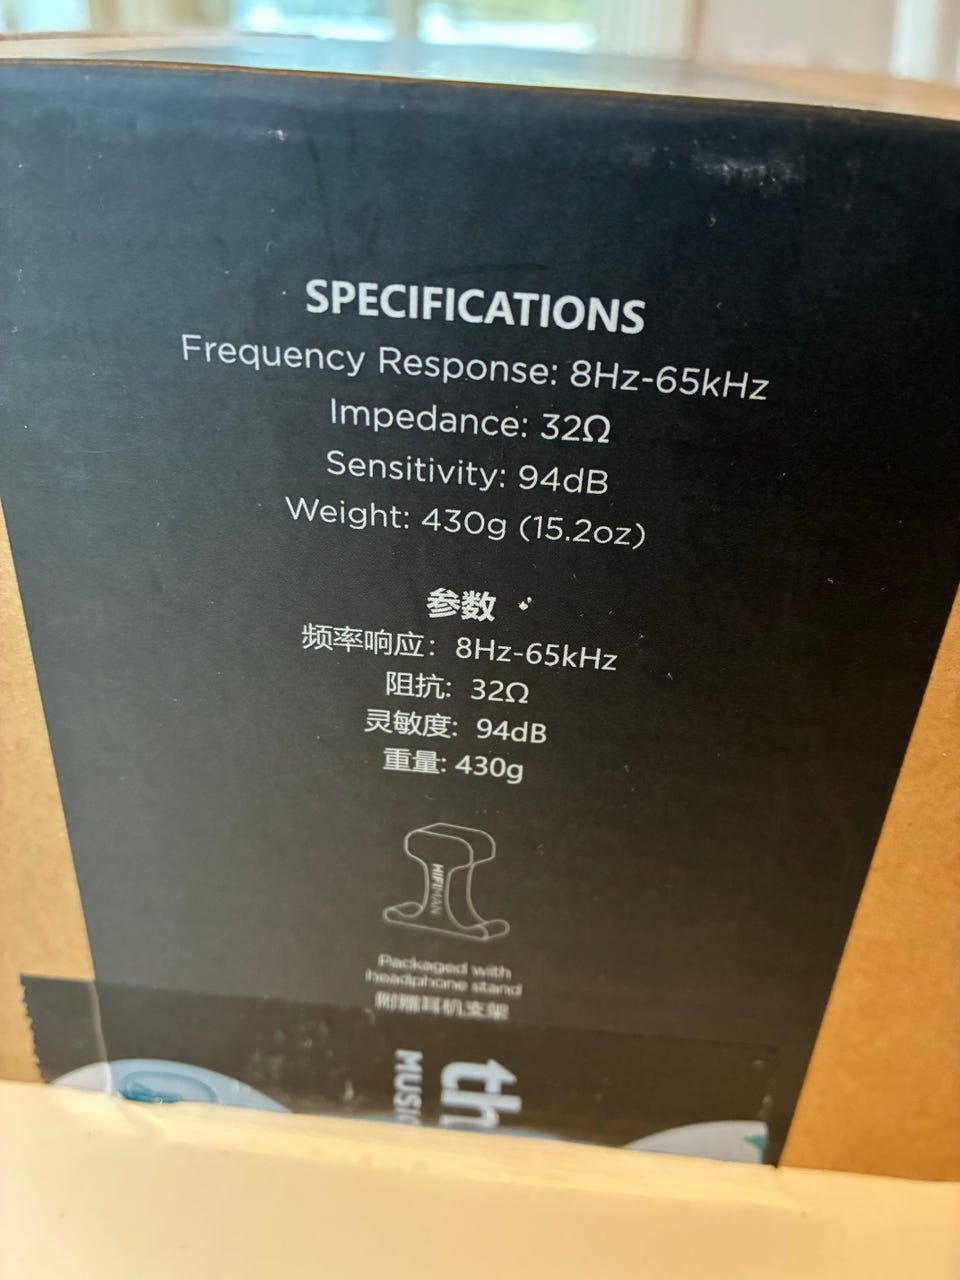 SPECIFICATIONS
Frequency Response: 8Hz-65kHz
Impedance: 32Ω
Sensitivity: 94dB
Weight: 430g (15.2oz)
参数
频率响应：8Hz-65kHz
阻抗: 32Ω
灵敏度: 94dB
重量: 430g
HIFIMAN
Packaged with
headphone stand
附赠耳机支架
th
MUSIC